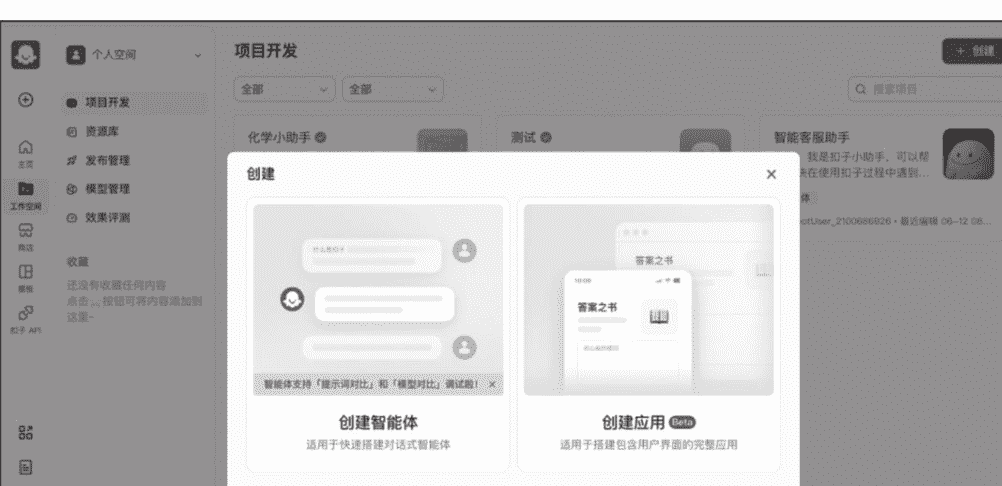 个人空间
项目开发
资源库
发布管理
模型管理
效果评测
收藏
还没有收藏任何内容
按钮可将内容添加到
这里~
主页
工作空间
商店
模板
扣子 API
项目开发
+ 创建
全部
全部
搜索项目
化学小助手
测试
智能客服助手
我是扣子小助手，可以帮
决在使用扣子过程中遇到...
体
otUser_2100686926 · 最近编辑 06-12 08...
创建
什么是扣子
智能体支持「提示词对比」和「模型对比」调试啦！
创建智能体
适用于快速搭建对话式智能体
答案之书
10:00
答案之书
创建应用 Beta
适用于搭建包含用户界面的完整应用